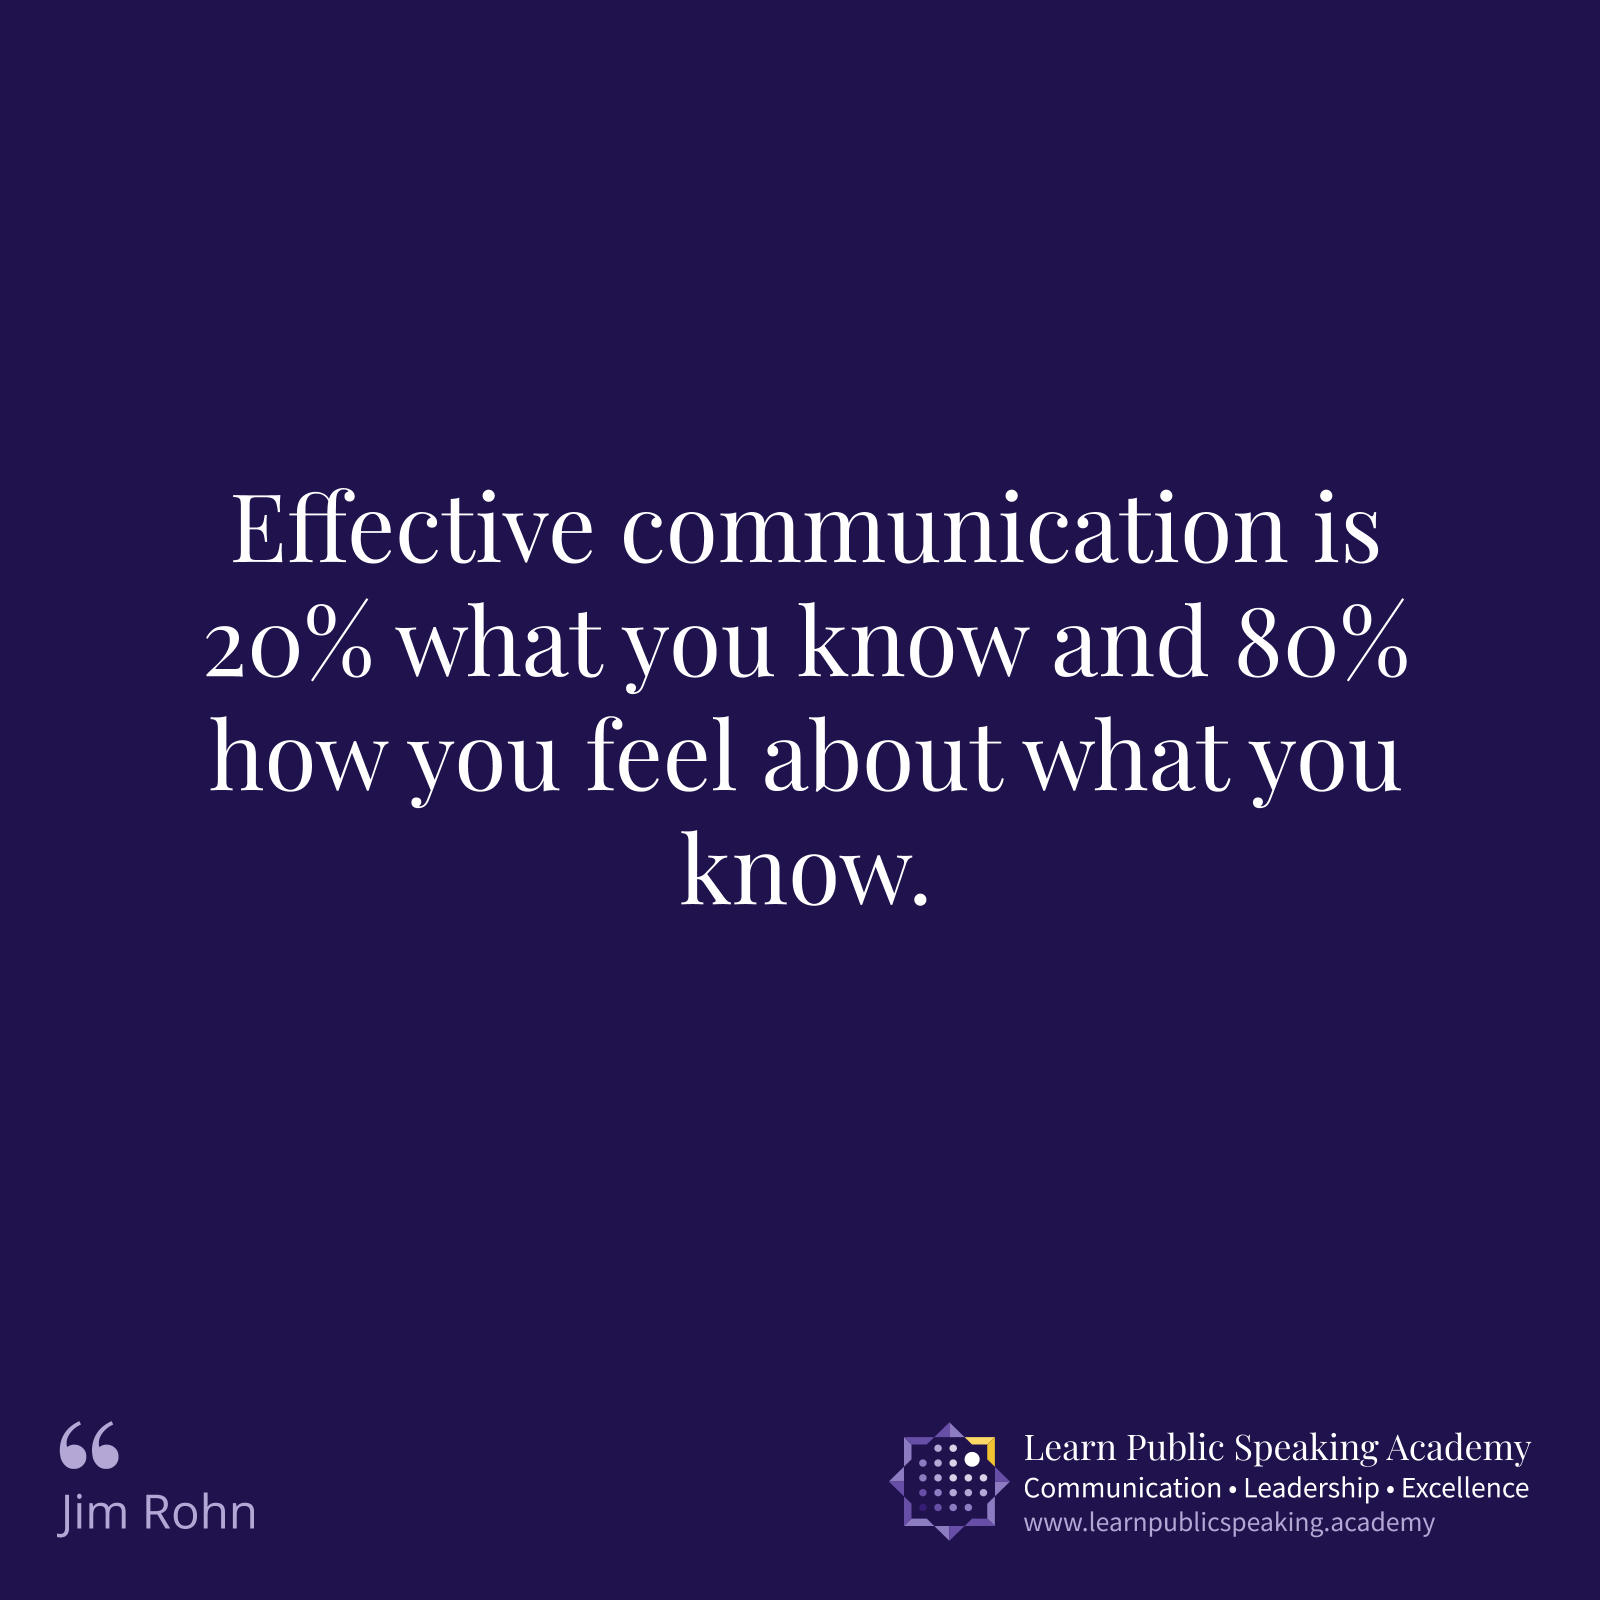 Effective communication is
20% what you know and 80%
how you feel about what you
know.
“
Jim Rohn
Learn Public Speaking Academy
Communication • Leadership • Excellence
www.learnpublicspeaking.academy